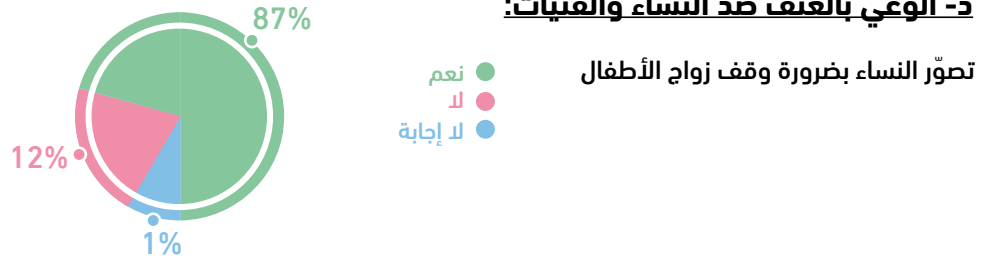 3- الوعي بالعنف ضد النساء والفتيات:
تصوّر النساء بضرورة وقف زواج الأطفال
نعم
لا
لا إجابة
87%
12%
1%